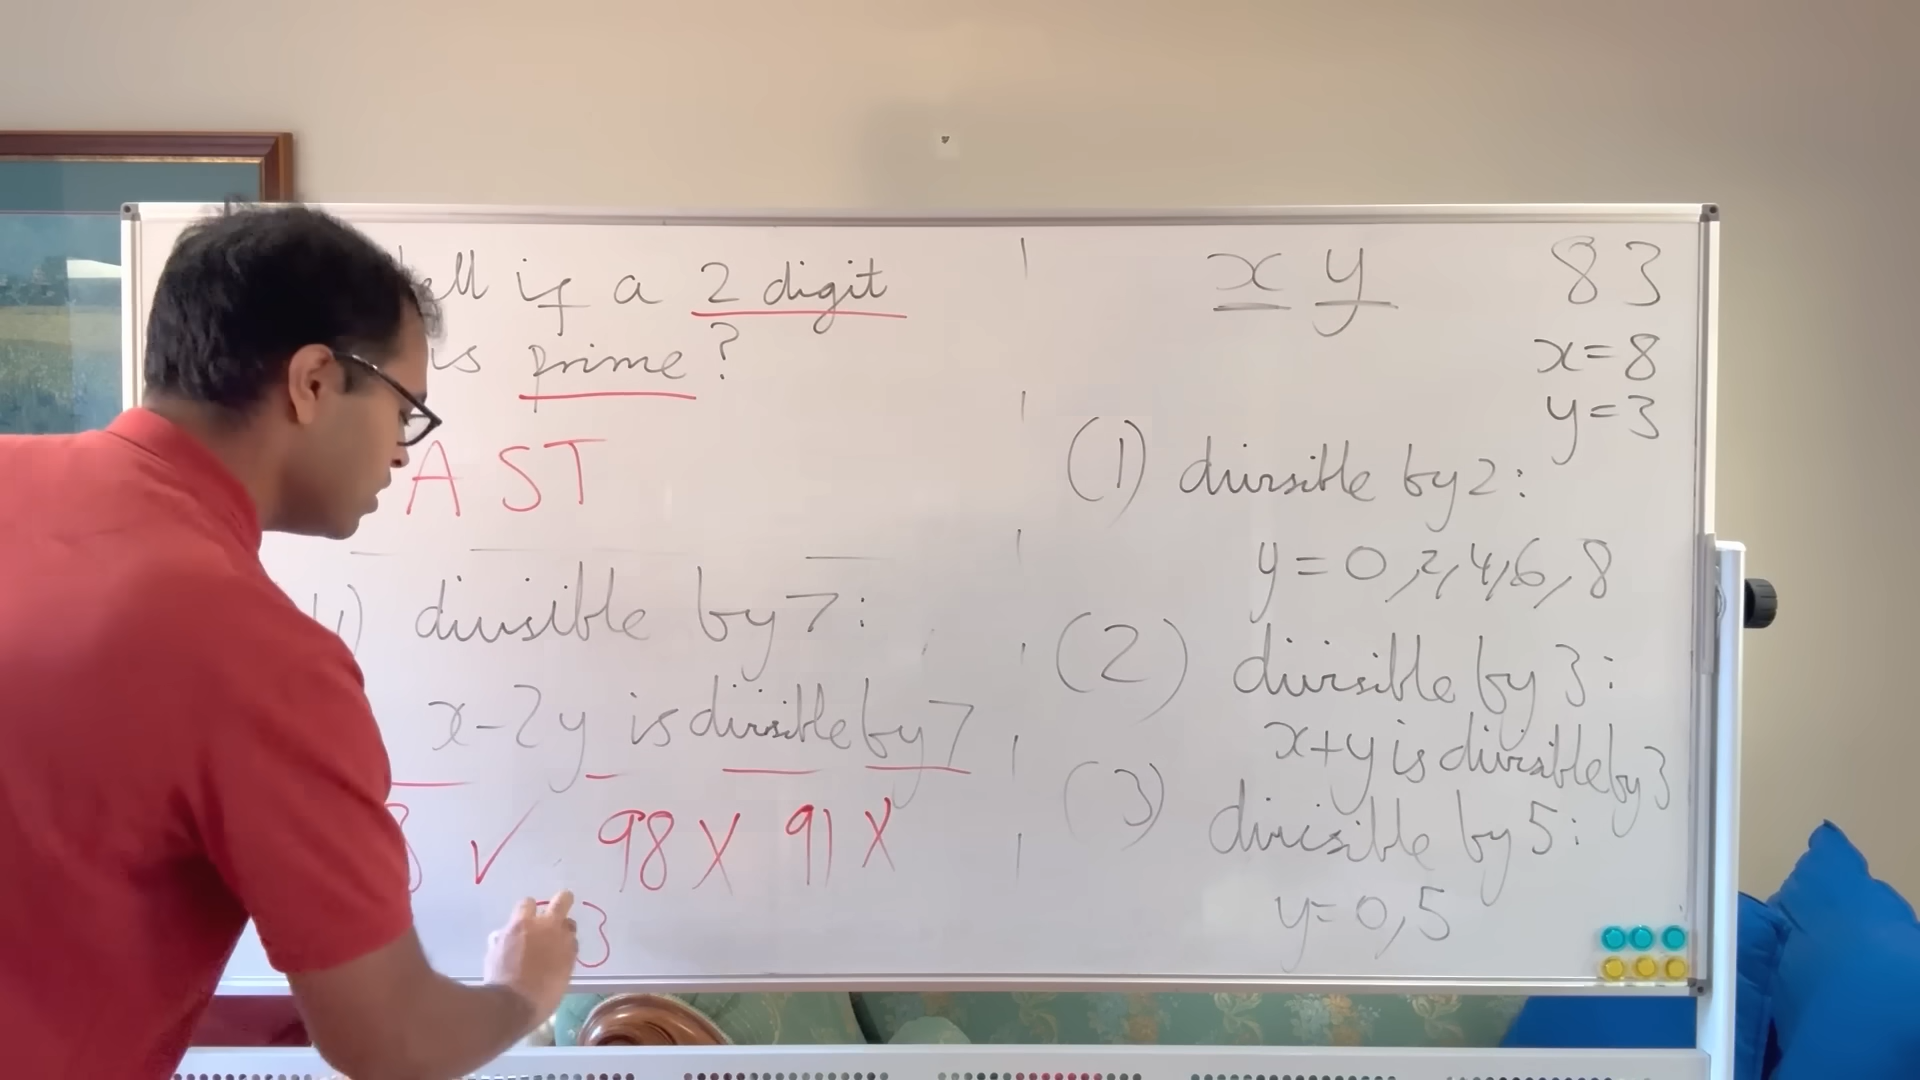 if a 2 digit
is prime?
AST
divisible by 7:
x-2y is divisible by 7
✓ 98 X 91 X
3
x y
83
x=8
y=3
(1) divisible by 2:
y = 0,2,4,6,8
(2) divisible by 3:
x+y is divisible by 3
(3) divisible by 5:
y=0,5